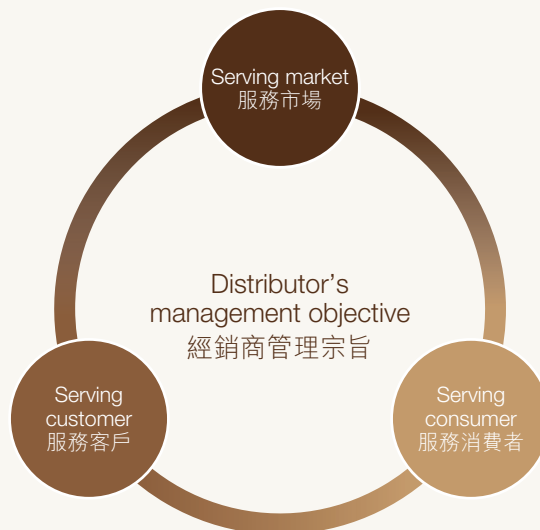 Serving market
服務市場
Distributor’s
management objective
經銷商管理宗旨
Serving
customer
服務客戶
Serving
consumer
服務消費者